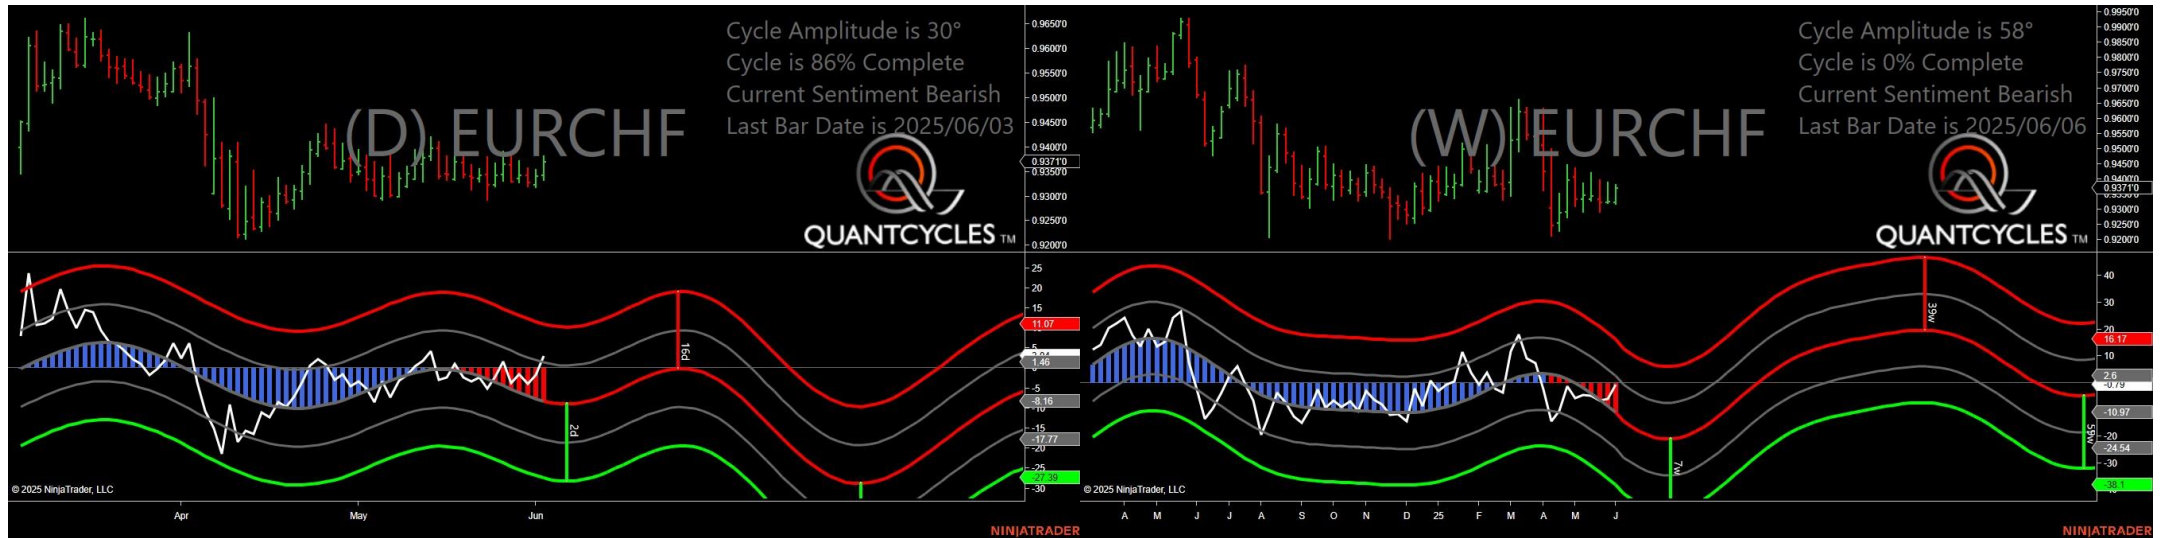 Cycle Amplitude is 30°
Cycle is 86% Complete
Current Sentiment Bearish
Last Bar Date is 2025/06/03
(D) EURCHF
QUANTCYCLES TM
0.9650'0
0.9600'0
0.9550'0
0.9500'0
0.9450'0
0.9400'0
0.9371'0
0.9350'0
0.9300'0
0.9250'0
0.9200'0
25
20
15
11.07
5
1.46
-5
-8.16
-10
-15
-17.77
-20
-25
-27.39
-30
16d
2d
© 2025 NinjaTrader, LLC
Apr May Jun
NINJATRADER
Cycle Amplitude is 58°
Cycle is 0% Complete
Current Sentiment Bearish
Last Bar Date is 2025/06/06
(W) EURCHF
QUANTCYCLES TM
0.9950'0
0.9900'0
0.9850'0
0.9800'0
0.9750'0
0.9700'0
0.9650'0
0.9600'0
0.9550'0
0.9500'0
0.9450'0
0.9400'0
0.9371'0
0.9300'0
0.9250'0
0.9200'0
40
30
20
16.17
10
2.6
-0.79
-10.97
-20
-24.54
-30
-38.1
39w
7w
59w
© 2025 NinjaTrader, LLC
A M J J A S O N D 25 F M A M J
NINJATRADER